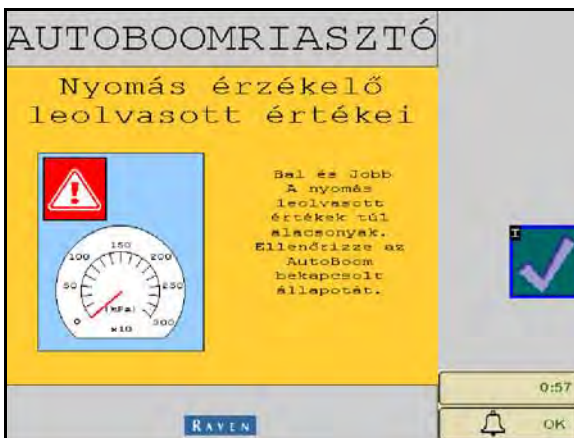 AUTOBOOMRIASZTÓ
Nyomás érzékelő
leolvasott értékei
Bal és Jobb
A nyomás
leolvasott
értékek túl
alacsonyak.
Ellenőrizze az
AutoBoom
bekapcsolt
állapotát.
150
100
200
50
250
(kPa)
0
300
x10
I
0:57
RAVEN
OK